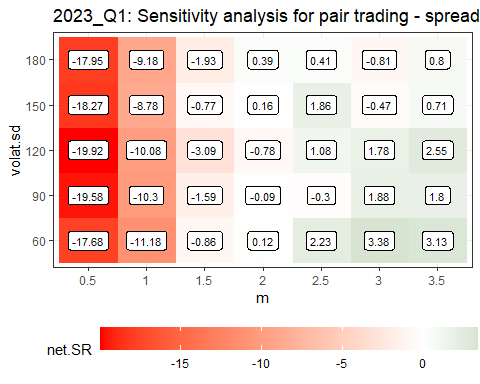 2023_Q1: Sensitivity analysis for pair trading - spread
volat.sd
180 -17.95 -9.18 -1.93 0.39 0.41 -0.81 0.8
150 -18.27 -8.78 -0.77 0.16 1.86 -0.47 0.71
120 -19.92 -10.08 -3.09 -0.78 1.08 1.78 2.55
90 -19.58 -10.3 -1.59 -0.09 -0.3 1.88 1.8
60 -17.68 -11.18 -0.86 0.12 2.23 3.38 3.13
0.5 1 1.5 2 2.5 3 3.5
m
net.SR
-15 -10 -5 0